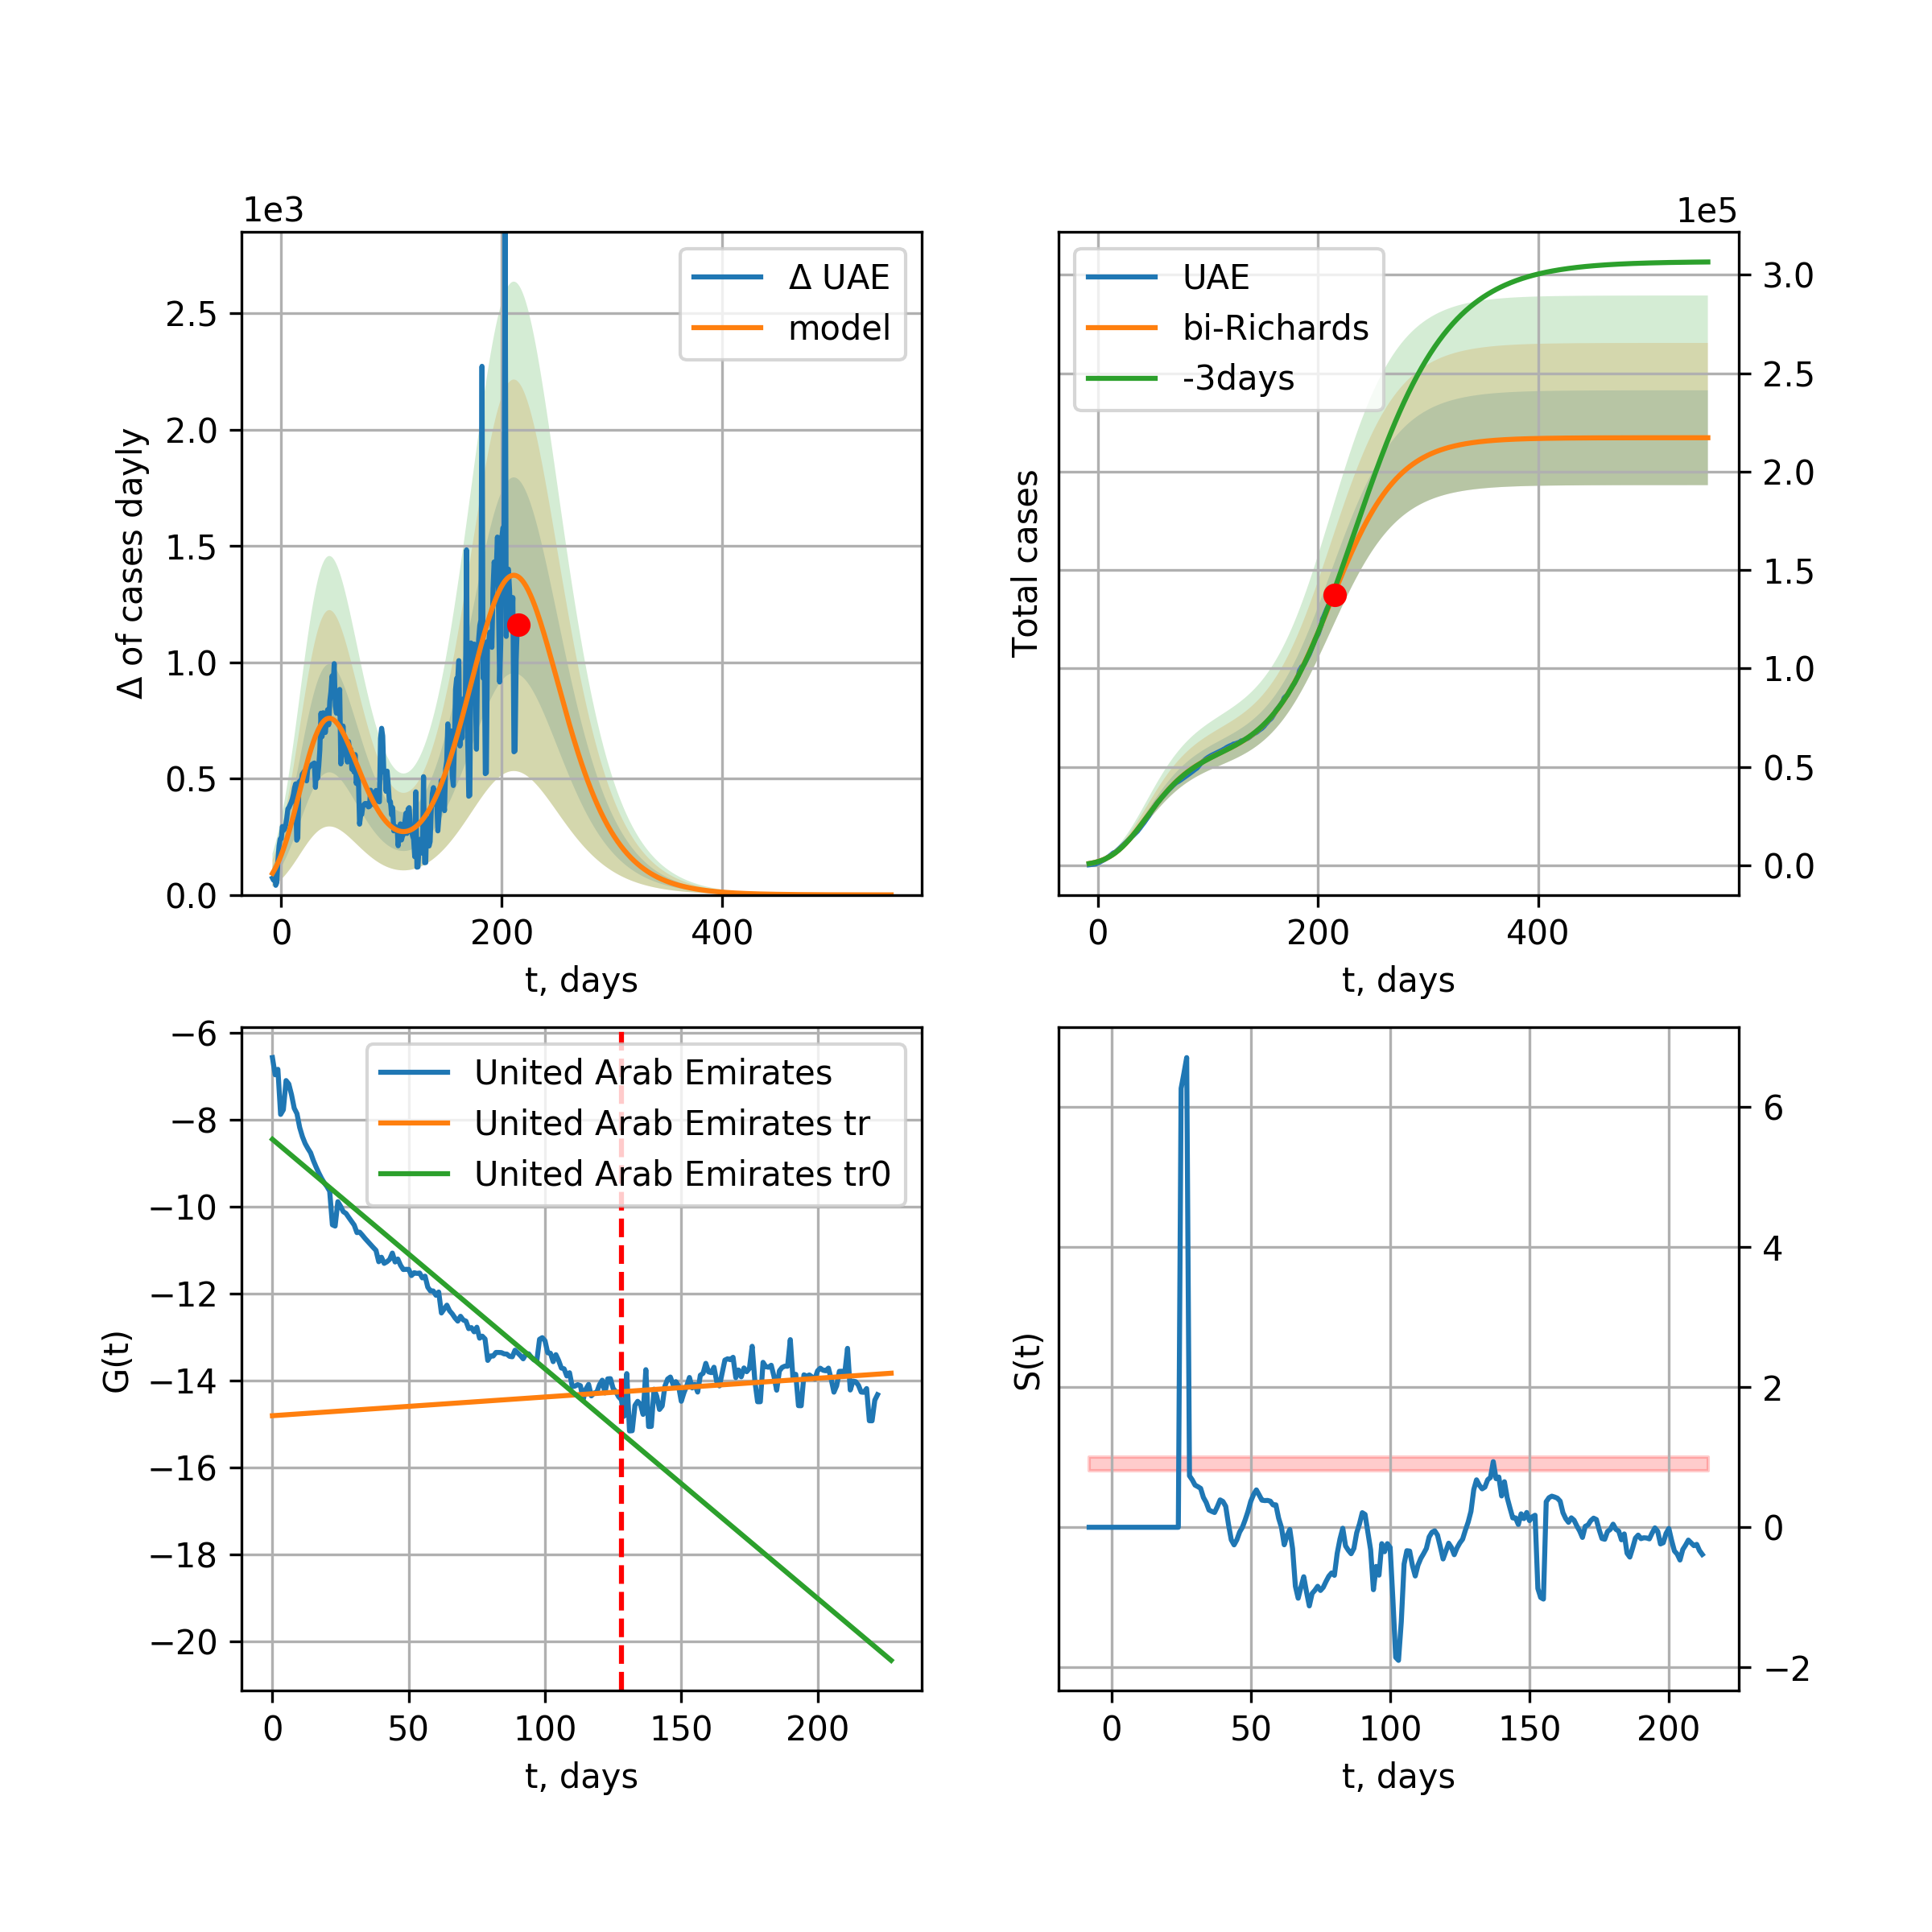 1e3
Δ of cases dayly
2.5
2.0
1.5
1.0
0.5
0.0
0 200 400
t, days
Δ UAE
model
1e5
Total cases
3.0
2.5
2.0
1.5
1.0
0.5
0.0
0 200 400
t, days
UAE
bi-Richards
-3days
G(t)
−6
−8
−10
−12
−14
−16
−18
−20
0 50 100 150 200
t, days
United Arab Emirates
United Arab Emirates tr
United Arab Emirates tr0
S(t)
6
4
2
0
−2
0 50 100 150 200
t, days